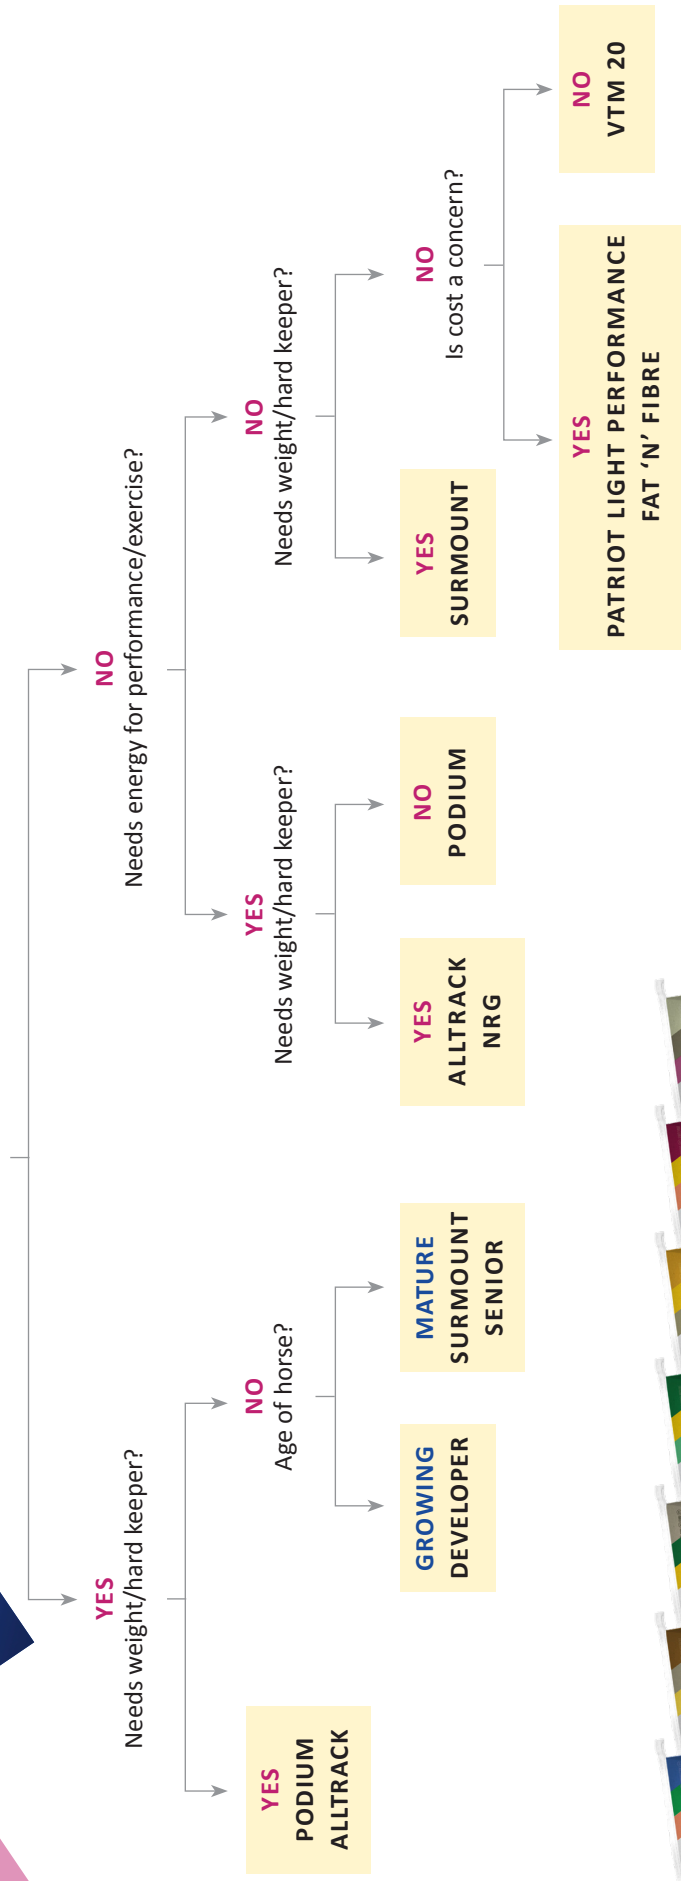 YES
Needs weight/hard keeper?
NO
Needs energy for performance/exercise?
YES
PODIUM
ALLTRACK
NO
Age of horse?
YES
Needs weight/hard keeper?
NO
Needs weight/hard keeper?
GROWING
DEVELOPER
MATURE
SURMOUNT
SENIOR
YES
ALLTRACK
NRG
NO
PODIUM
YES
SURMOUNT
NO
Is cost a concern?
YES
PATRIOT LIGHT PERFORMANCE
FAT ‘N’ FIBRE
NO
VTM 20